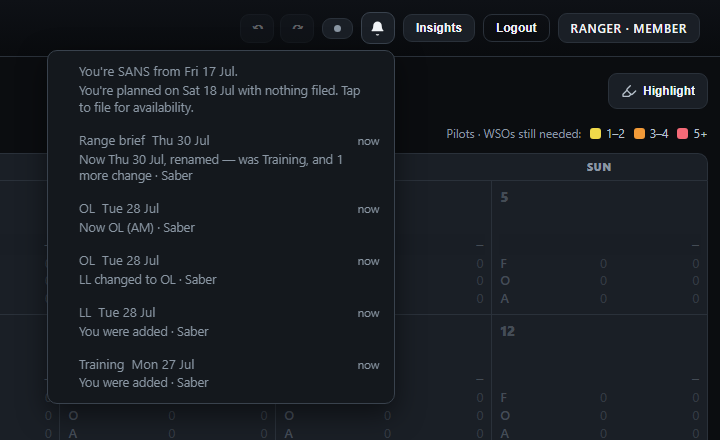 Insights
Logout
RANGER · MEMBER
You're SANS from Fri 17 Jul.
You're planned on Sat 18 Jul with nothing filed. Tap
to file for availability.
Highlight
Pilots · WSOs still needed: 1–2 3–4 5+
Range brief Thu 30 Jul now
Now Thu 30 Jul, renamed — was Training, and 1
more change · Saber
SUN
OL Tue 28 Jul now
Now OL (AM) · Saber
5
–
–
OL Tue 28 Jul now
LL changed to OL · Saber
0 F 0 0
0 O 0 0
0 A 0 0
LL Tue 28 Jul now
You were added · Saber
12
Training Mon 27 Jul now
You were added · Saber
–
–
0 F 0 0
0 O 0 0 O 0 0 O 0 0
0 A 0 0 A 0 0 A 0 0